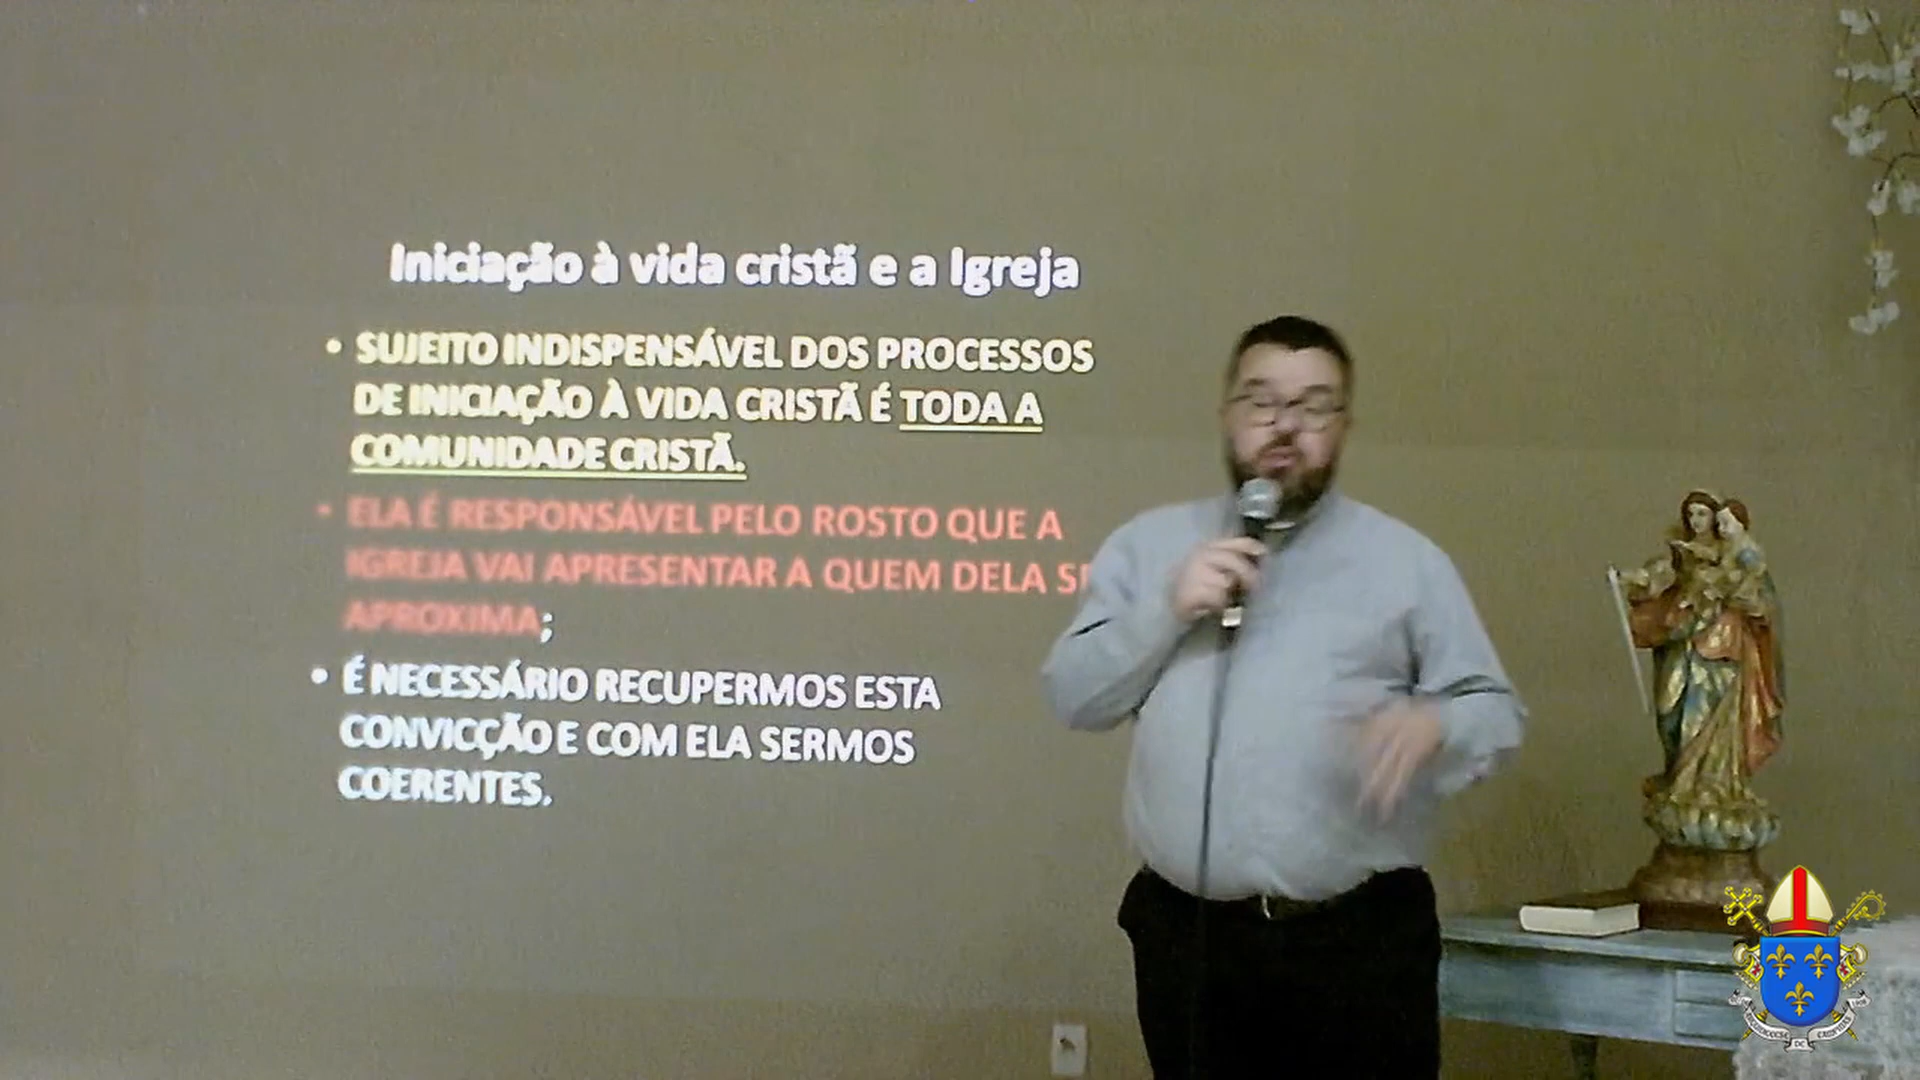 Iniciação à vida cristã e a Igreja
• SUJEITO INDISPENSÁVEL DOS PROCESSOS
DE INICIAÇÃO À VIDA CRISTÃ É TODA A
COMUNIDADE CRISTÃ.
• ELA É RESPONSÁVEL PELO ROSTO QUE A
IGREJA VAI APRESENTAR A QUEM DELA
APROXIMA;
• É NECESSÁRIO RECUPERMOS ESTA
CONVICÇÃO E COM ELA SERMOS
COERENTES.